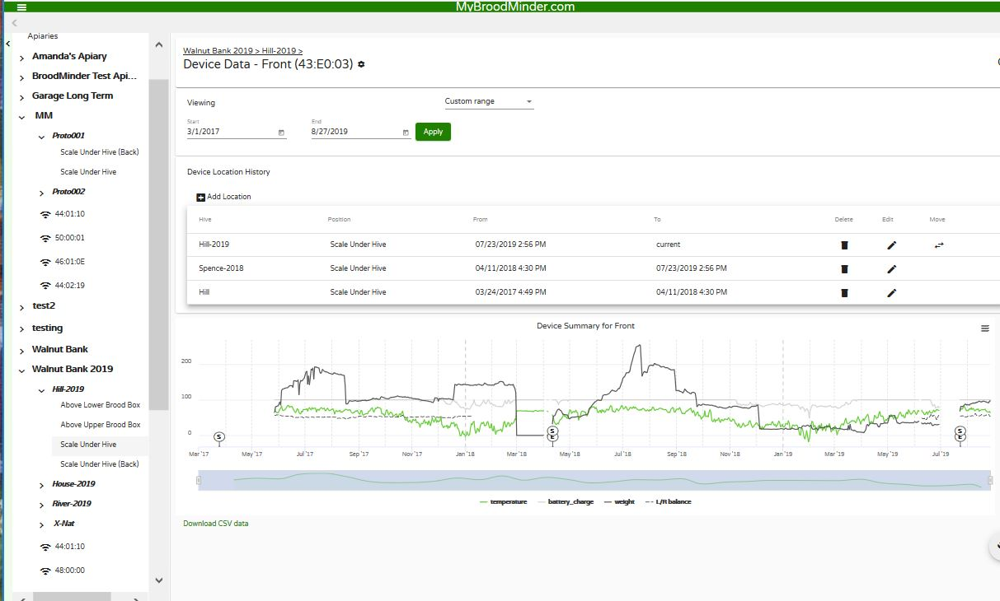 MyBroodMinder.com
Apiaries
Amanda's Apiary
BroodMinder Test Api...
Garage Long Term
MM
Proto001
Scale Under Hive (Back)
Scale Under Hive
Proto002
44:01:10
50:00:01
46:01:0E
44:02:19
test2
testing
Walnut Bank
Walnut Bank 2019
Hill-2019
Above Lower Brood Box
Above Upper Brood Box
Scale Under Hive
Scale Under Hive (Back)
House-2019
River-2019
X-Nat
44:01:10
48:00:00
Walnut Bank 2019 > Hill-2019 >
Device Data - Front (43:E0:03)
Viewing
Custom range
Start
3/1/2017
End
8/27/2019
Apply
Device Location History
Add Location
Hive Position From To Delete Edit Move
Hill-2019 Scale Under Hive 07/23/2019 2:56 PM current
Spence-2018 Scale Under Hive 04/11/2018 4:30 PM 07/23/2019 2:56 PM
Hill Scale Under Hive 03/24/2017 4:49 PM 04/11/2018 4:30 PM
Device Summary for Front
200
100
0
S S E S E
Mar '17 May '17 Jul '17 Sep '17 Nov '17 Jan '18 Mar '18 May '18 Jul '18 Sep '18 Nov '18 Jan '19 Mar '19 May '19 Jul '19
temperature battery_charge weight L/R balance
Download CSV data